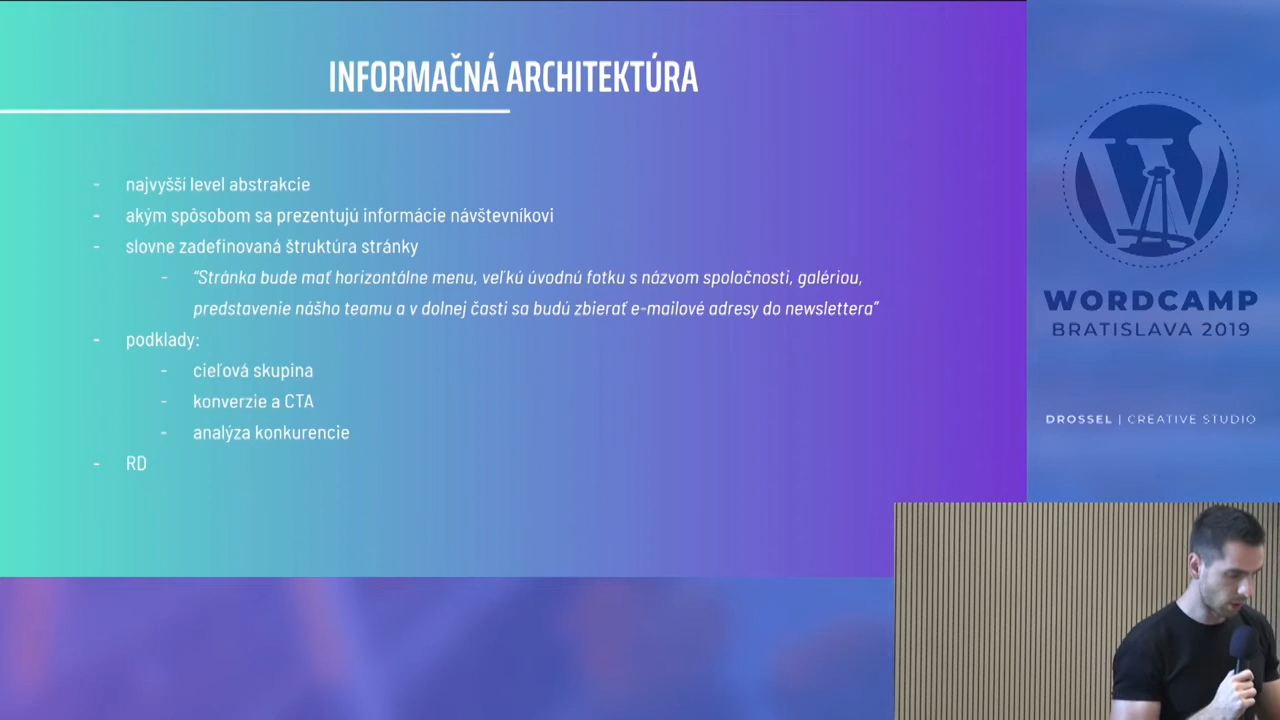 INFORMAČNÁ ARCHITEKTÚRA
- najvyšší level abstrakcie
- akým spôsobom sa prezentujú informácie návštevníkovi
- slovne zadefinovaná štruktúra stránky
- “Stránka bude mať horizontálne menu, veľkú úvodnú fotku s názvom spoločnosti, galériou,
predstavenie nášho teamu a v dolnej časti sa budú zbierať e-mailové adresy do newslettera”
- podklady:
- cieľová skupina
- konverzie a CTA
- analýza konkurencie
- RD
WORDCAMP
BRATISLAVA 2019
DROSSEL | CREATIVE STUDIO